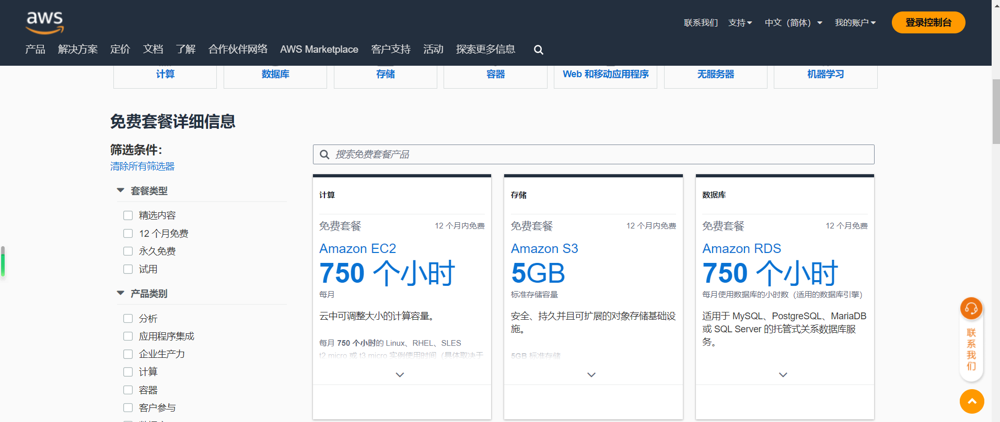 aws
联系我们 支持 中文（简体） 我的账户 登录控制台
产品 解决方案 定价 文档 了解 合作伙伴网络 AWS Marketplace 客户支持 活动 探索更多信息
计算 数据库 存储 容器 Web 和移动应用程序 无服务器 机器学习
免费套餐详细信息
筛选条件：
清除所有筛选器
套餐类型
精选内容
12 个月免费
永久免费
试用
产品类别
分析
应用程序集成
企业生产力
计算
容器
客户参与
搜索免费套餐产品
计算
免费套餐 12 个月内免费
Amazon EC2
750 个小时
每月
云中可调整大小的计算容量。
每月 750 个小时的 Linux、RHEL、SLES
t2.micro 或 t3.micro 实例使用时间（具体取决于
存储
免费套餐 12 个月内免费
Amazon S3
5GB
标准存储容量
安全、持久并且可扩展的对象存储基础设
施。
5GB 标准存储
数据库
免费套餐 12 个月免费
Amazon RDS
750 个小时
每月使用数据库的小时数（适用的数据库引擎）
适用于 MySQL、PostgreSQL、MariaDB
或 SQL Server 的托管式关系数据库服
务。
联
系
我
们